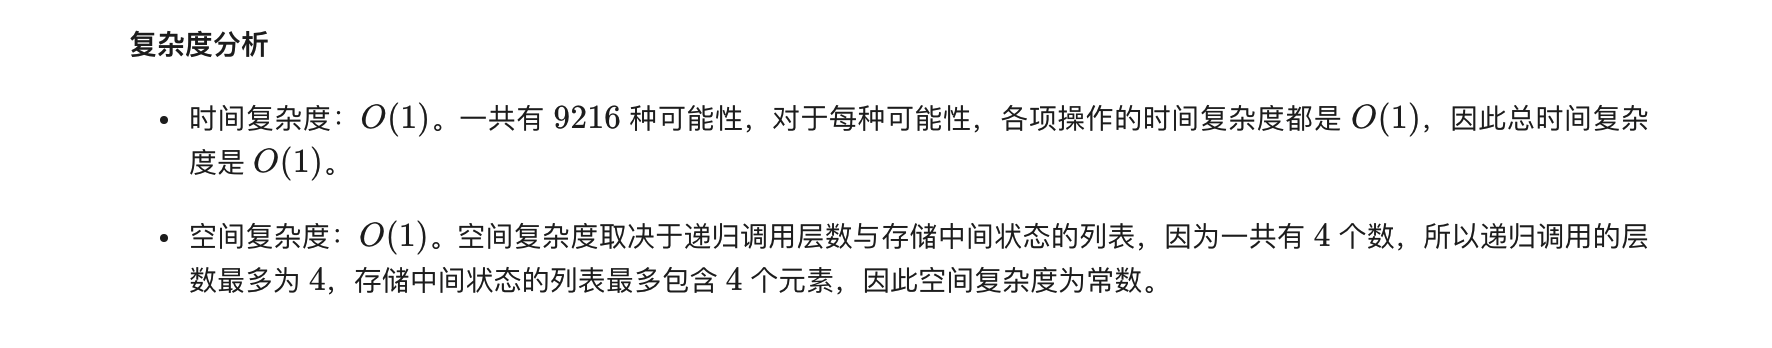 复杂度分析
• 时间复杂度：O(1)。一共有 9216 种可能性，对于每种可能性，各项操作的时间复杂度都是 O(1)，因此总时间复杂
度是 O(1)。
• 空间复杂度：O(1)。空间复杂度取决于递归调用层数与存储中间状态的列表，因为一共有 4 个数，所以递归调用的层
数最多为 4，存储中间状态的列表最多包含 4 个元素，因此空间复杂度为常数。